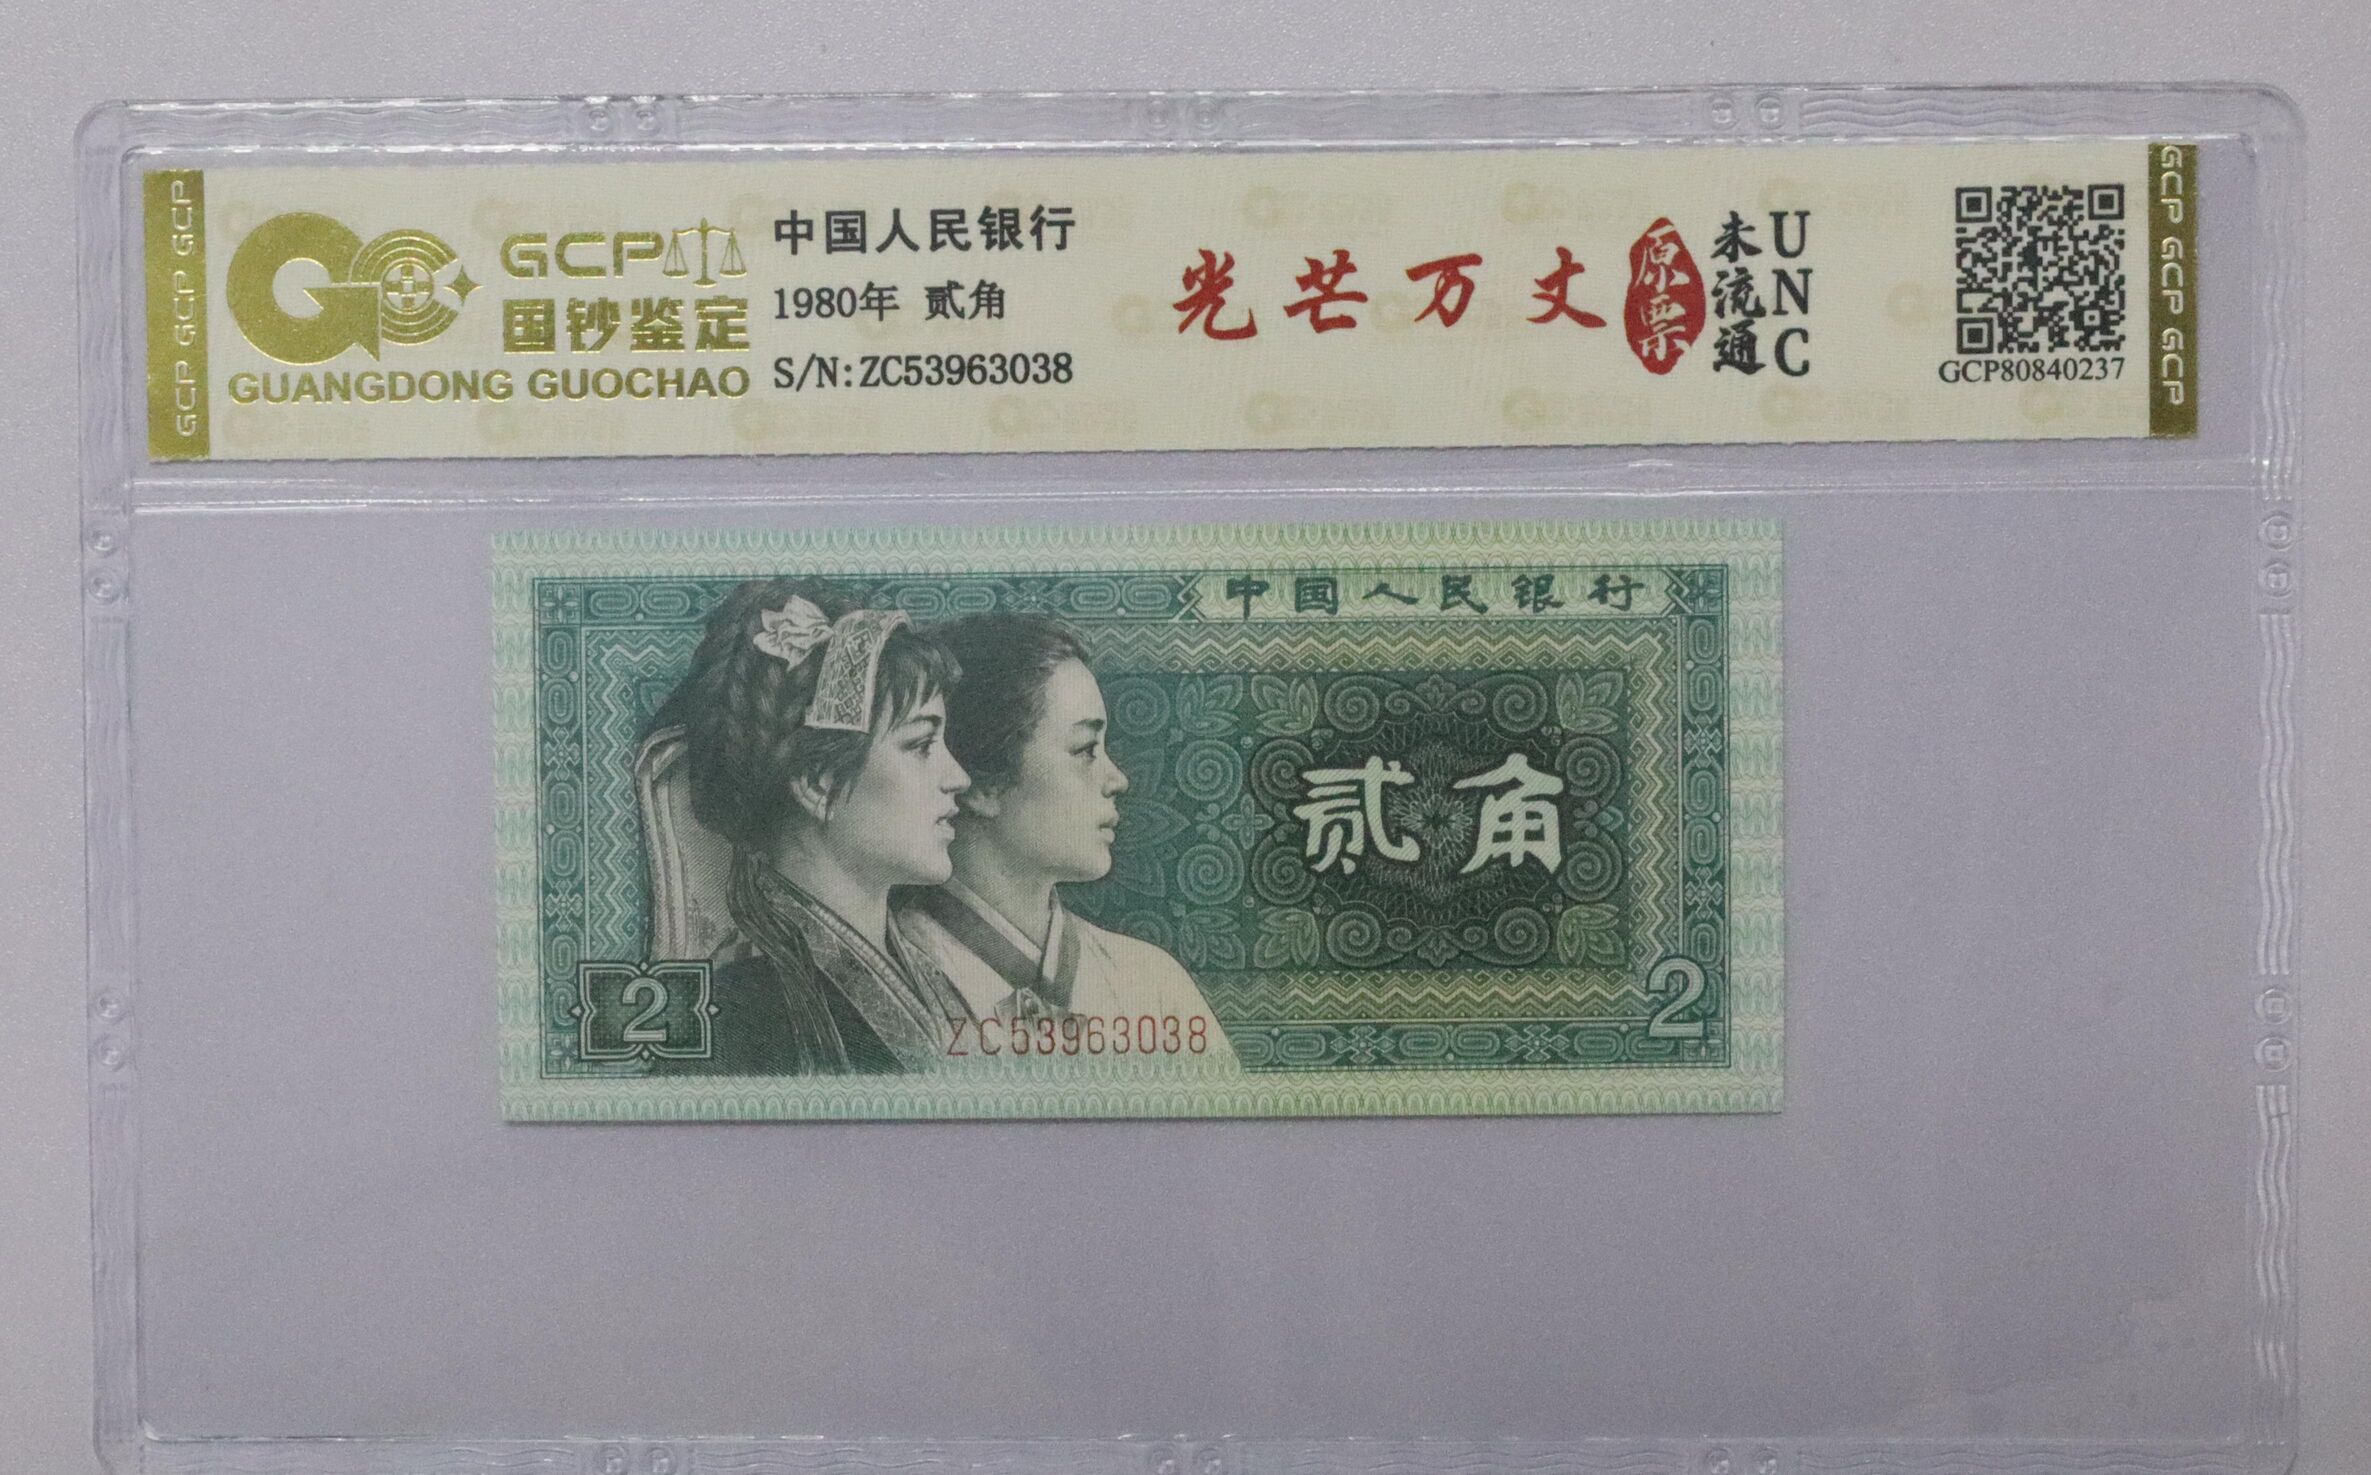 GCP GCP GCP
GCP
国钞鉴定
GUANGDONG GUOCHAO
中国人民银行
1980年 贰角
S/N:ZC53963038
光芒万丈
原票
未流通
UNC
GCP80840237
GCP GCP GCP
中国人民银行
贰角
2
2
ZC53963038